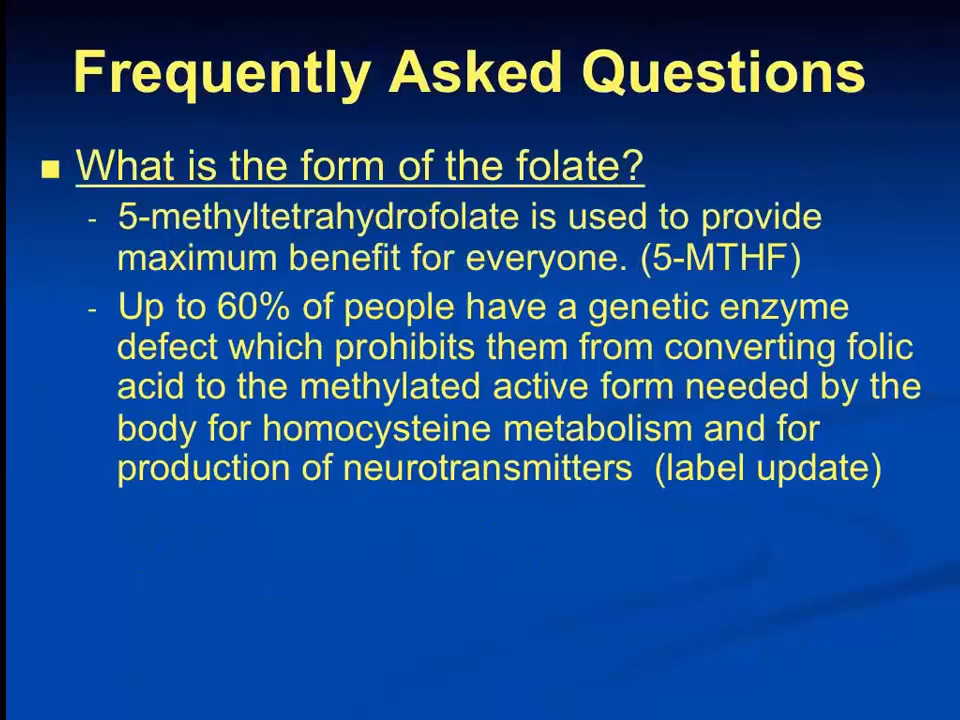 Frequently Asked Questions
■ What is the form of the folate?
- 5-methyltetrahydrofolate is used to provide
maximum benefit for everyone. (5-MTHF)
- Up to 60% of people have a genetic enzyme
defect which prohibits them from converting folic
acid to the methylated active form needed by the
body for homocysteine metabolism and for
production of neurotransmitters  (label update)